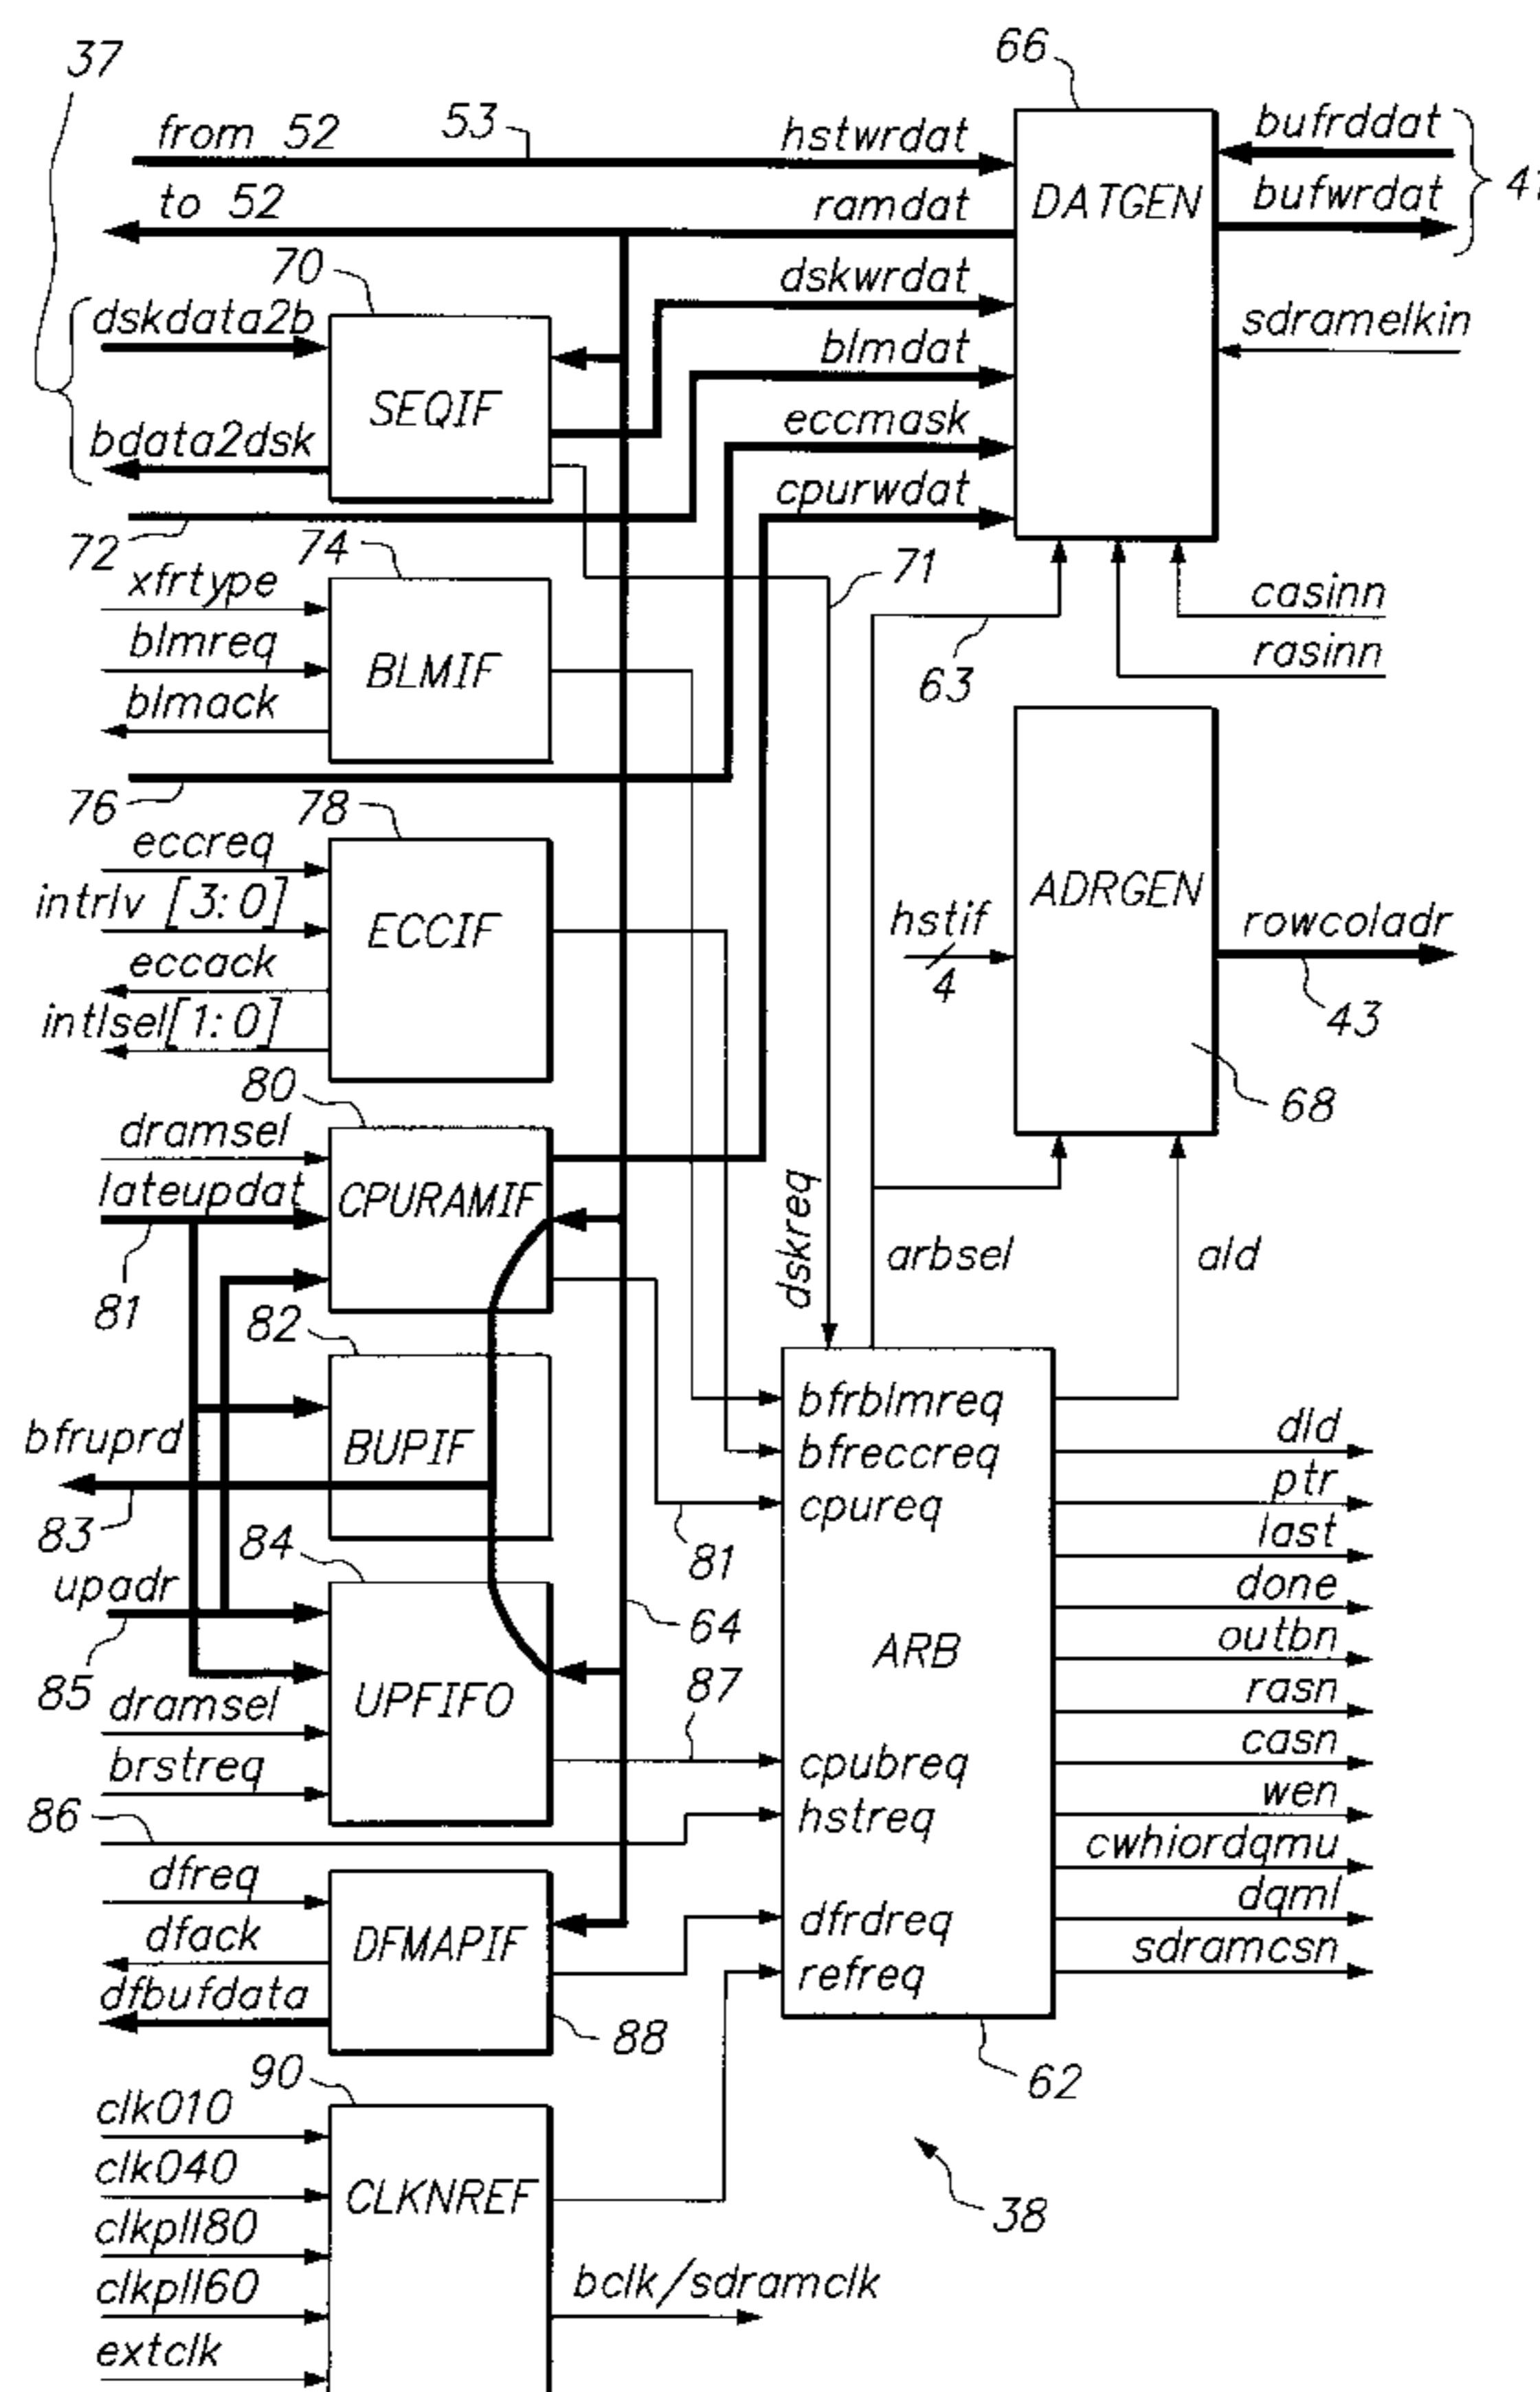 37
66
from 52
53
hstwrdat
bufrddat
to 52
ramdat
DATGEN
bufwrdat
70
dskwrdat
dskdata2b
blmdat
sdramelkin
SEQIF
eccmask
bdata2dsk
cpurwdat
72
74
71
xfrtype
casinn
blmreq
BLMIF
63
rasinn
blmack
76
78
eccreq
ADRGEN
intrlv [3:0]
ECCIF
hstif
rowcoladr
eccack
4
43
intlsel[1:0]
80
68
dramsel
lateupdat
CPURAMIF
dskreq
arbsel
ald
81
82
bfrblmreq
dld
bfruprd
BUPIF
bfreccreq
ptr
cpureq
83
84
81
last
upadr
done
64
outbn
85
ARB
87
rasn
dramsel
UPFIFO
casn
brstreq
cpubreq
wen
86
hstreq
cwhiordqmu
dfreq
dqml
dfack
DFMAPIF
dfrdreq
sdramcsn
dfbufdata
refreq
88
90
62
clk010
clk040
CLKNREF
38
clkpll80
clkpll60
bclk/sdramclk
extclk